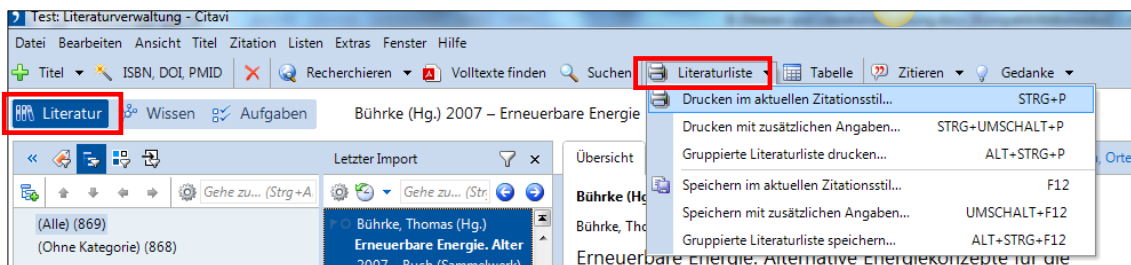 Test: Literaturverwaltung - Citavi
Datei Bearbeiten Ansicht Titel Zitation Listen Extras Fenster Hilfe
Titel ISBN, DOI, PMID Recherchieren Volltexte finden Suchen Literaturliste Tabelle Zitieren Gedanke
Drucken im aktuellen Zitationsstil... STRG+P
Literatur Wissen Aufgaben Bührke (Hg.) 2007 – Erneuerbare Energie
Drucken mit zusätzlichen Angaben... STRG+UMSCHALT+P
Letzter Import Übersicht
Gruppierte Literaturliste drucken... ALT+STRG+P
, Orte
Gehe zu... (Strg+A Gehe zu... (Str
Speichern im aktuellen Zitationsstil... F12
Bührke (Hg
(Alle) (869) Bührke, Thomas (Hg.) Bührke, Tho
Speichern mit zusätzlichen Angaben... UMSCHALT+F12
(Ohne Kategorie) (868) Erneuerbare Energie. Alter
Gruppierte Literaturliste speichern... ALT+STRG+F12
2007 – Buch (Sammelwerk)
Erneuerbare Energie. Alternative Energiekonzepte für die